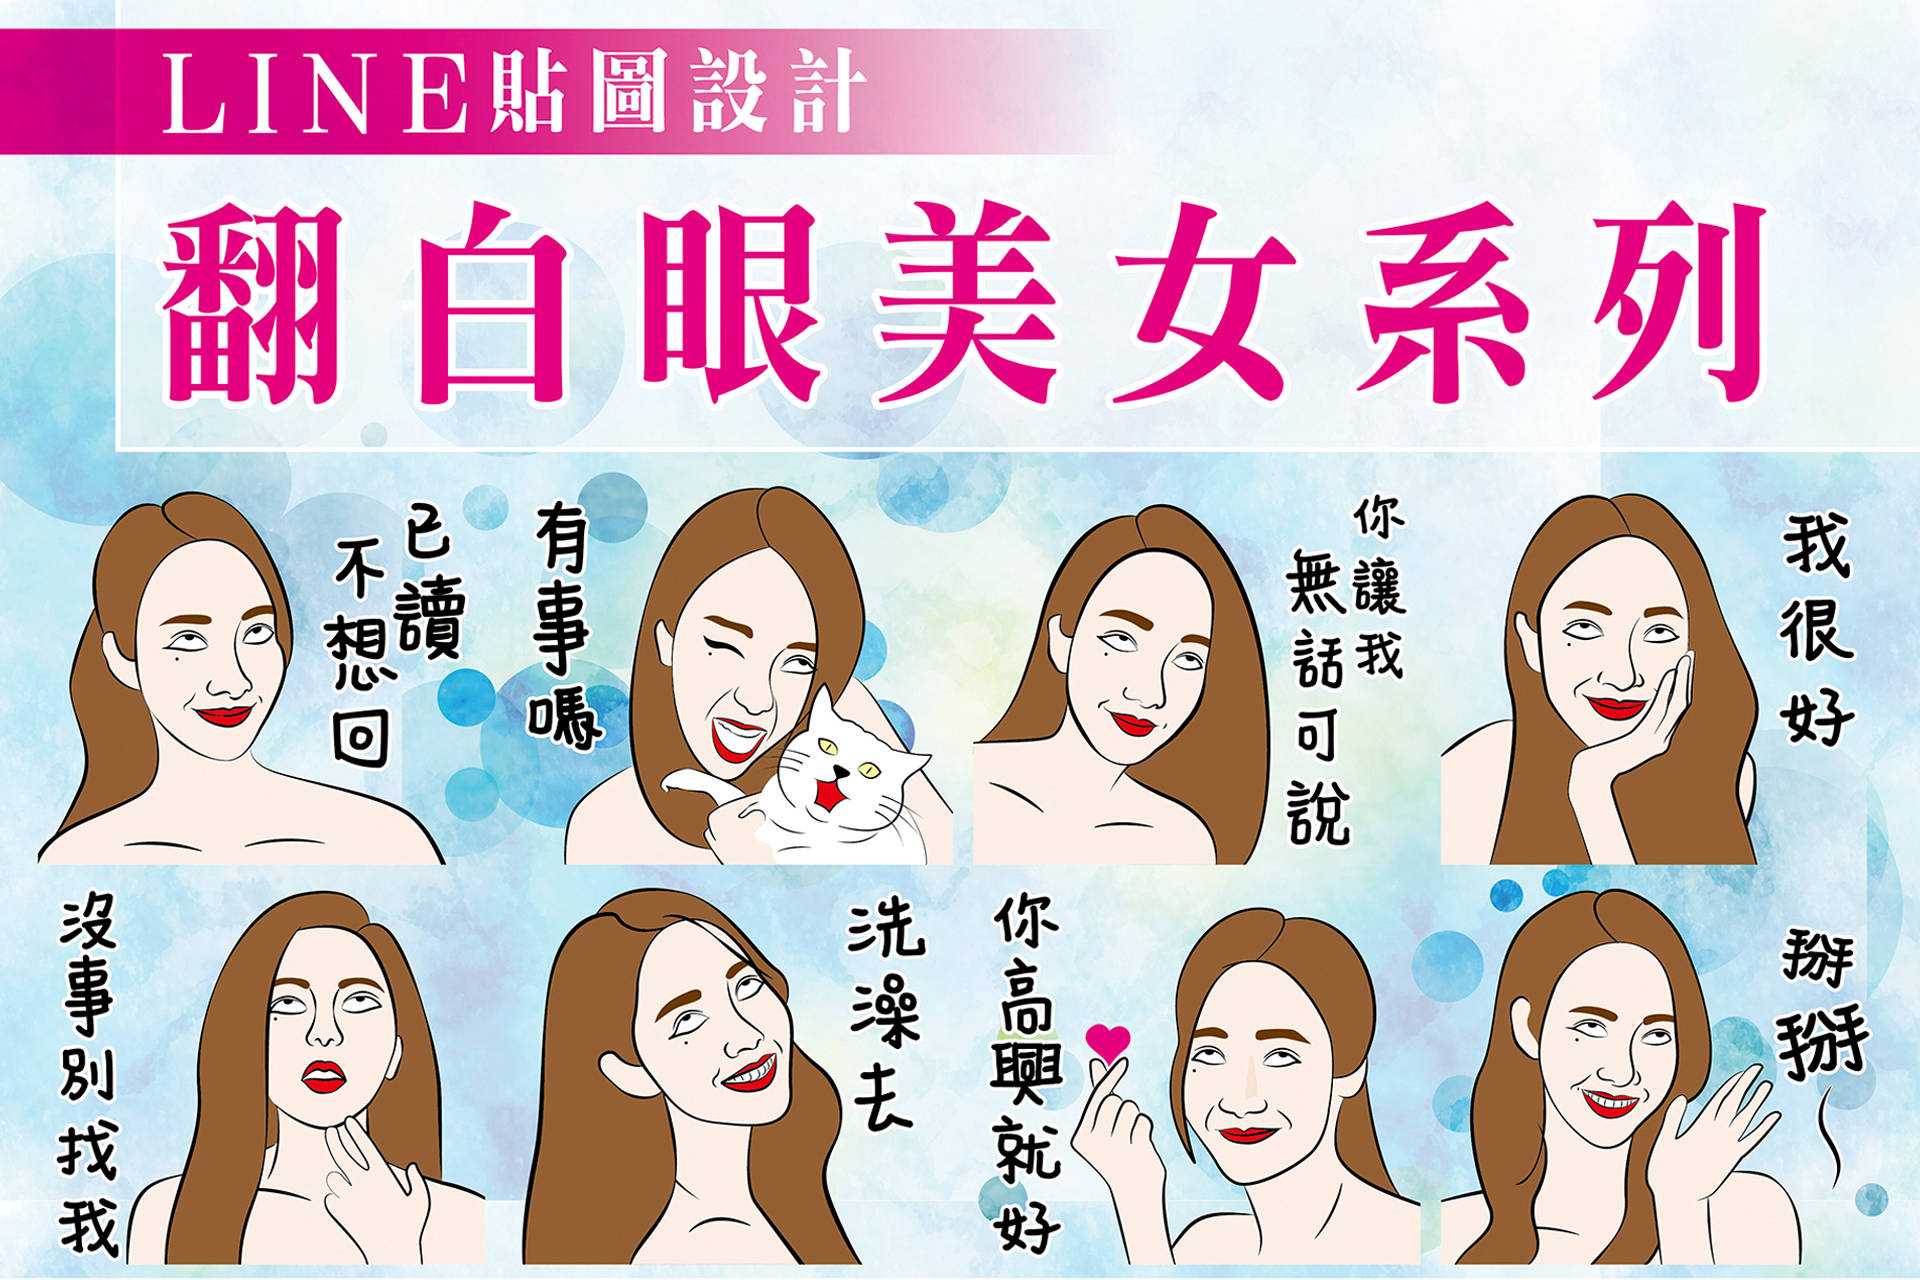 LINE貼圖設計
翻白眼美女系列
已讀
不想回
有事嗎
你讓我
無話可說
我很好
沒事別找我
洗澡去
你高興就好
掰掰~